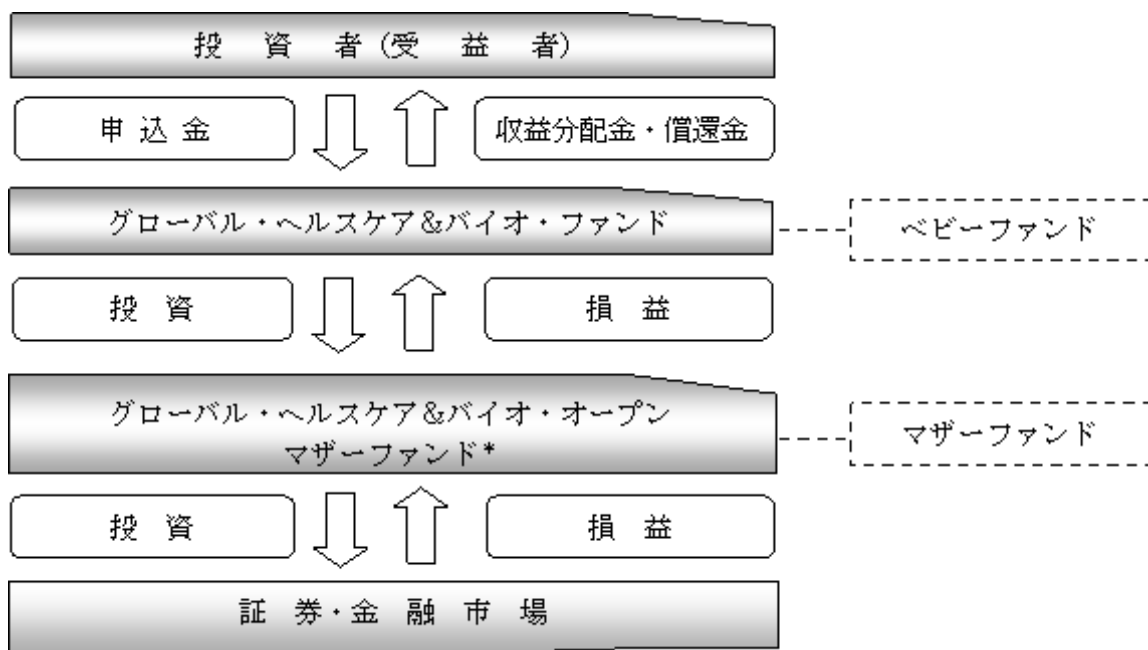 投資者(受益者)
申込金
収益分配金・償還金
グローバル・ヘルスケア&バイオ・ファンド
ベビーファンド
投資
損益
グローバル・ヘルスケア&バイオ・オープン
マザーファンド*
マザーファンド
投資
損益
証券・金融市場